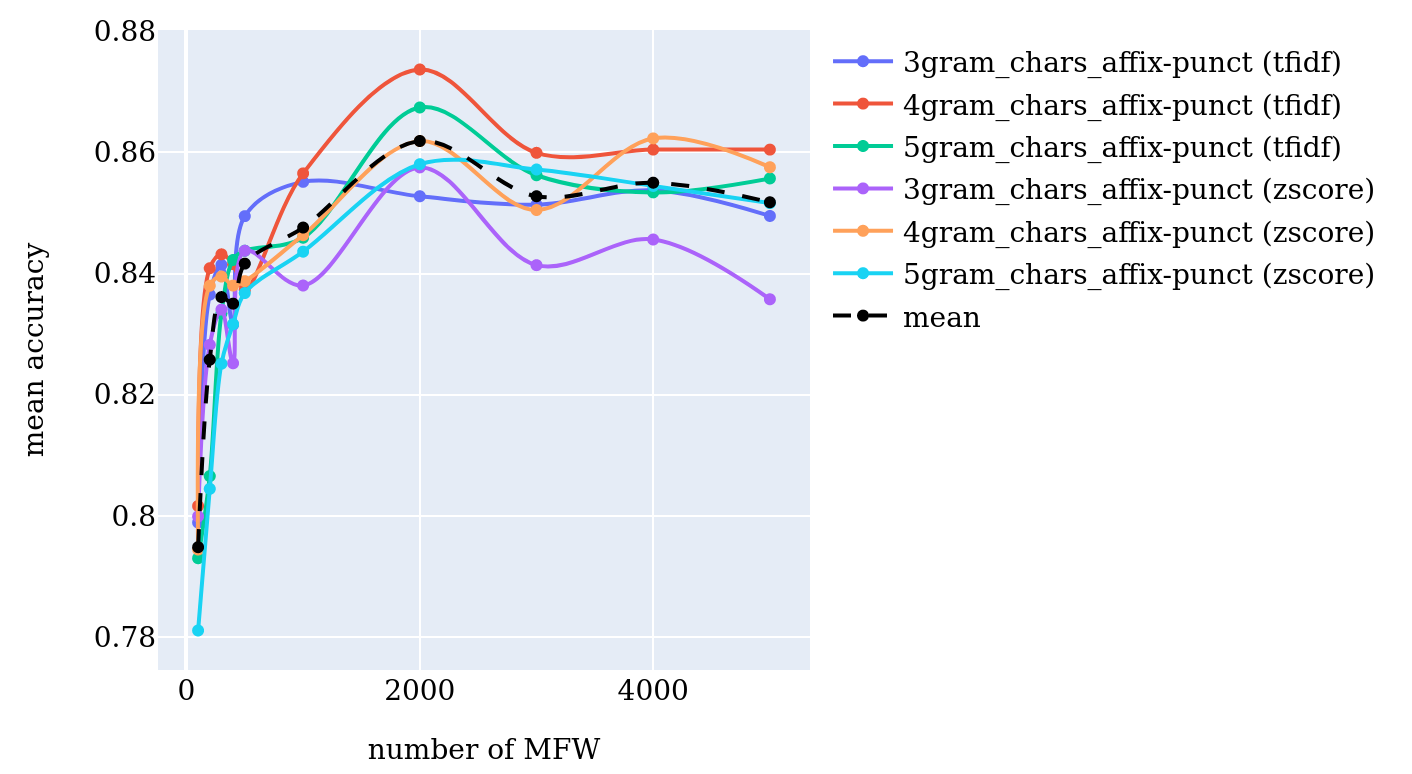 0.88
0.86
0.84
0.82
0.8
0.78
mean accuracy
0
2000
4000
number of MFW
3gram_chars_affix-punct (tfidf)
4gram_chars_affix-punct (tfidf)
5gram_chars_affix-punct (tfidf)
3gram_chars_affix-punct (zscore)
4gram_chars_affix-punct (zscore)
5gram_chars_affix-punct (zscore)
mean